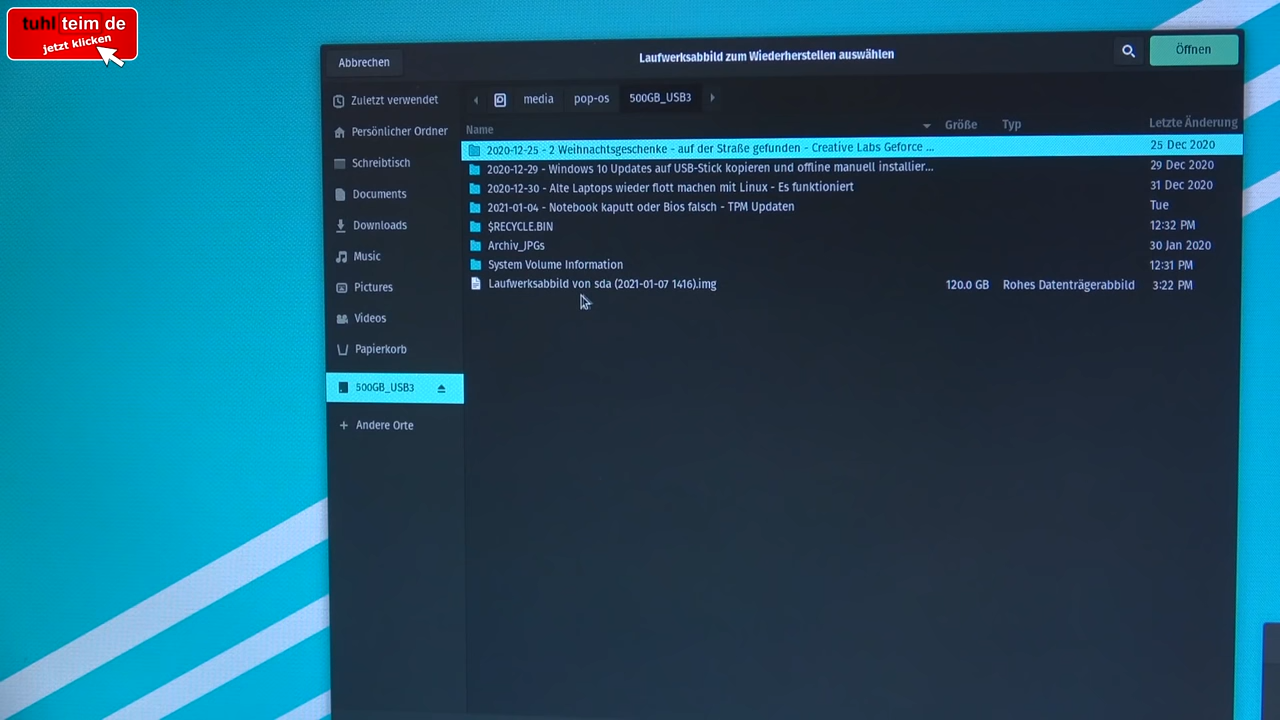 tuhl teim de
jetzt klicken
Abbrechen
Laufwerksabbild zum Wiederherstellen auswählen
Öffnen
Zuletzt verwendet
Persönlicher Ordner
Schreibtisch
Documents
Downloads
Music
Pictures
Videos
Papierkorb
500GB_USB3
Andere Orte
media pop-os 500GB_USB3
Name Größe Typ Letzte Änderung
2020-12-25 - 2 Weihnachtsgeschenke - auf der Straße gefunden - Creative Labs Geforce ... 25 Dec 2020
2020-12-29 - Windows 10 Updates auf USB-Stick kopieren und offline manuell installier... 29 Dec 2020
2020-12-30 - Alte Laptops wieder flott machen mit Linux - Es funktioniert 31 Dec 2020
2021-01-04 - Notebook kaputt oder Bios falsch - TPM Updaten Tue
$RECYCLE.BIN 12:32 PM
Archiv_JPGs 30 Jan 2020
System Volume Information 12:31 PM
Laufwerksabbild von sda (2021-01-07 1416).img 120.0 GB Rohes Datenträgerabbild 3:22 PM